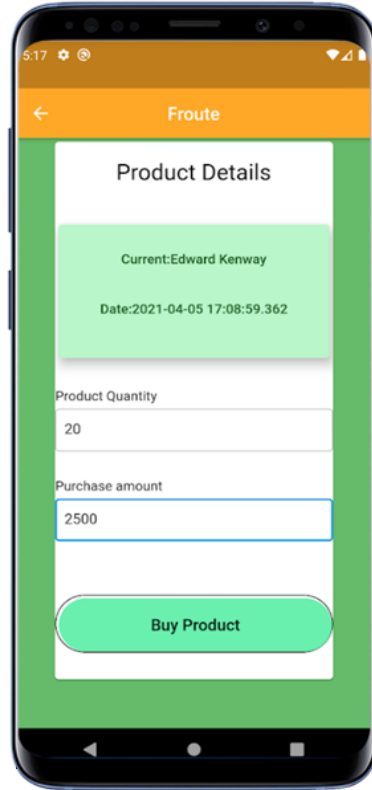 5:17
Froute
Product Details
Current:Edward Kenway
Date:2021-04-05 17:08:59.362
Product Quantity
20
Purchase amount
2500
Buy Product